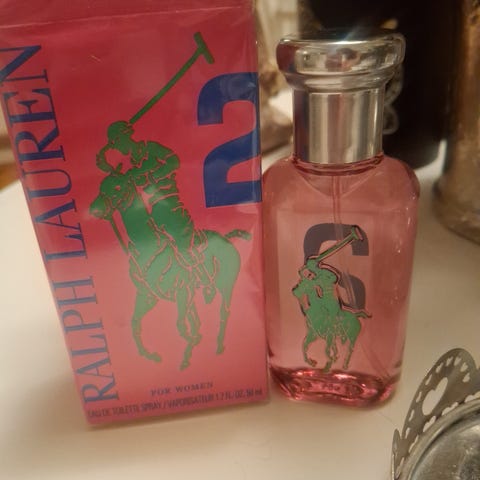 RALPH LAUREN
2
FOR WOMEN
EAU DE TOILETTE SPRAY / VAPORISATEUR 1.7 FL. OZ. 50 ml
2